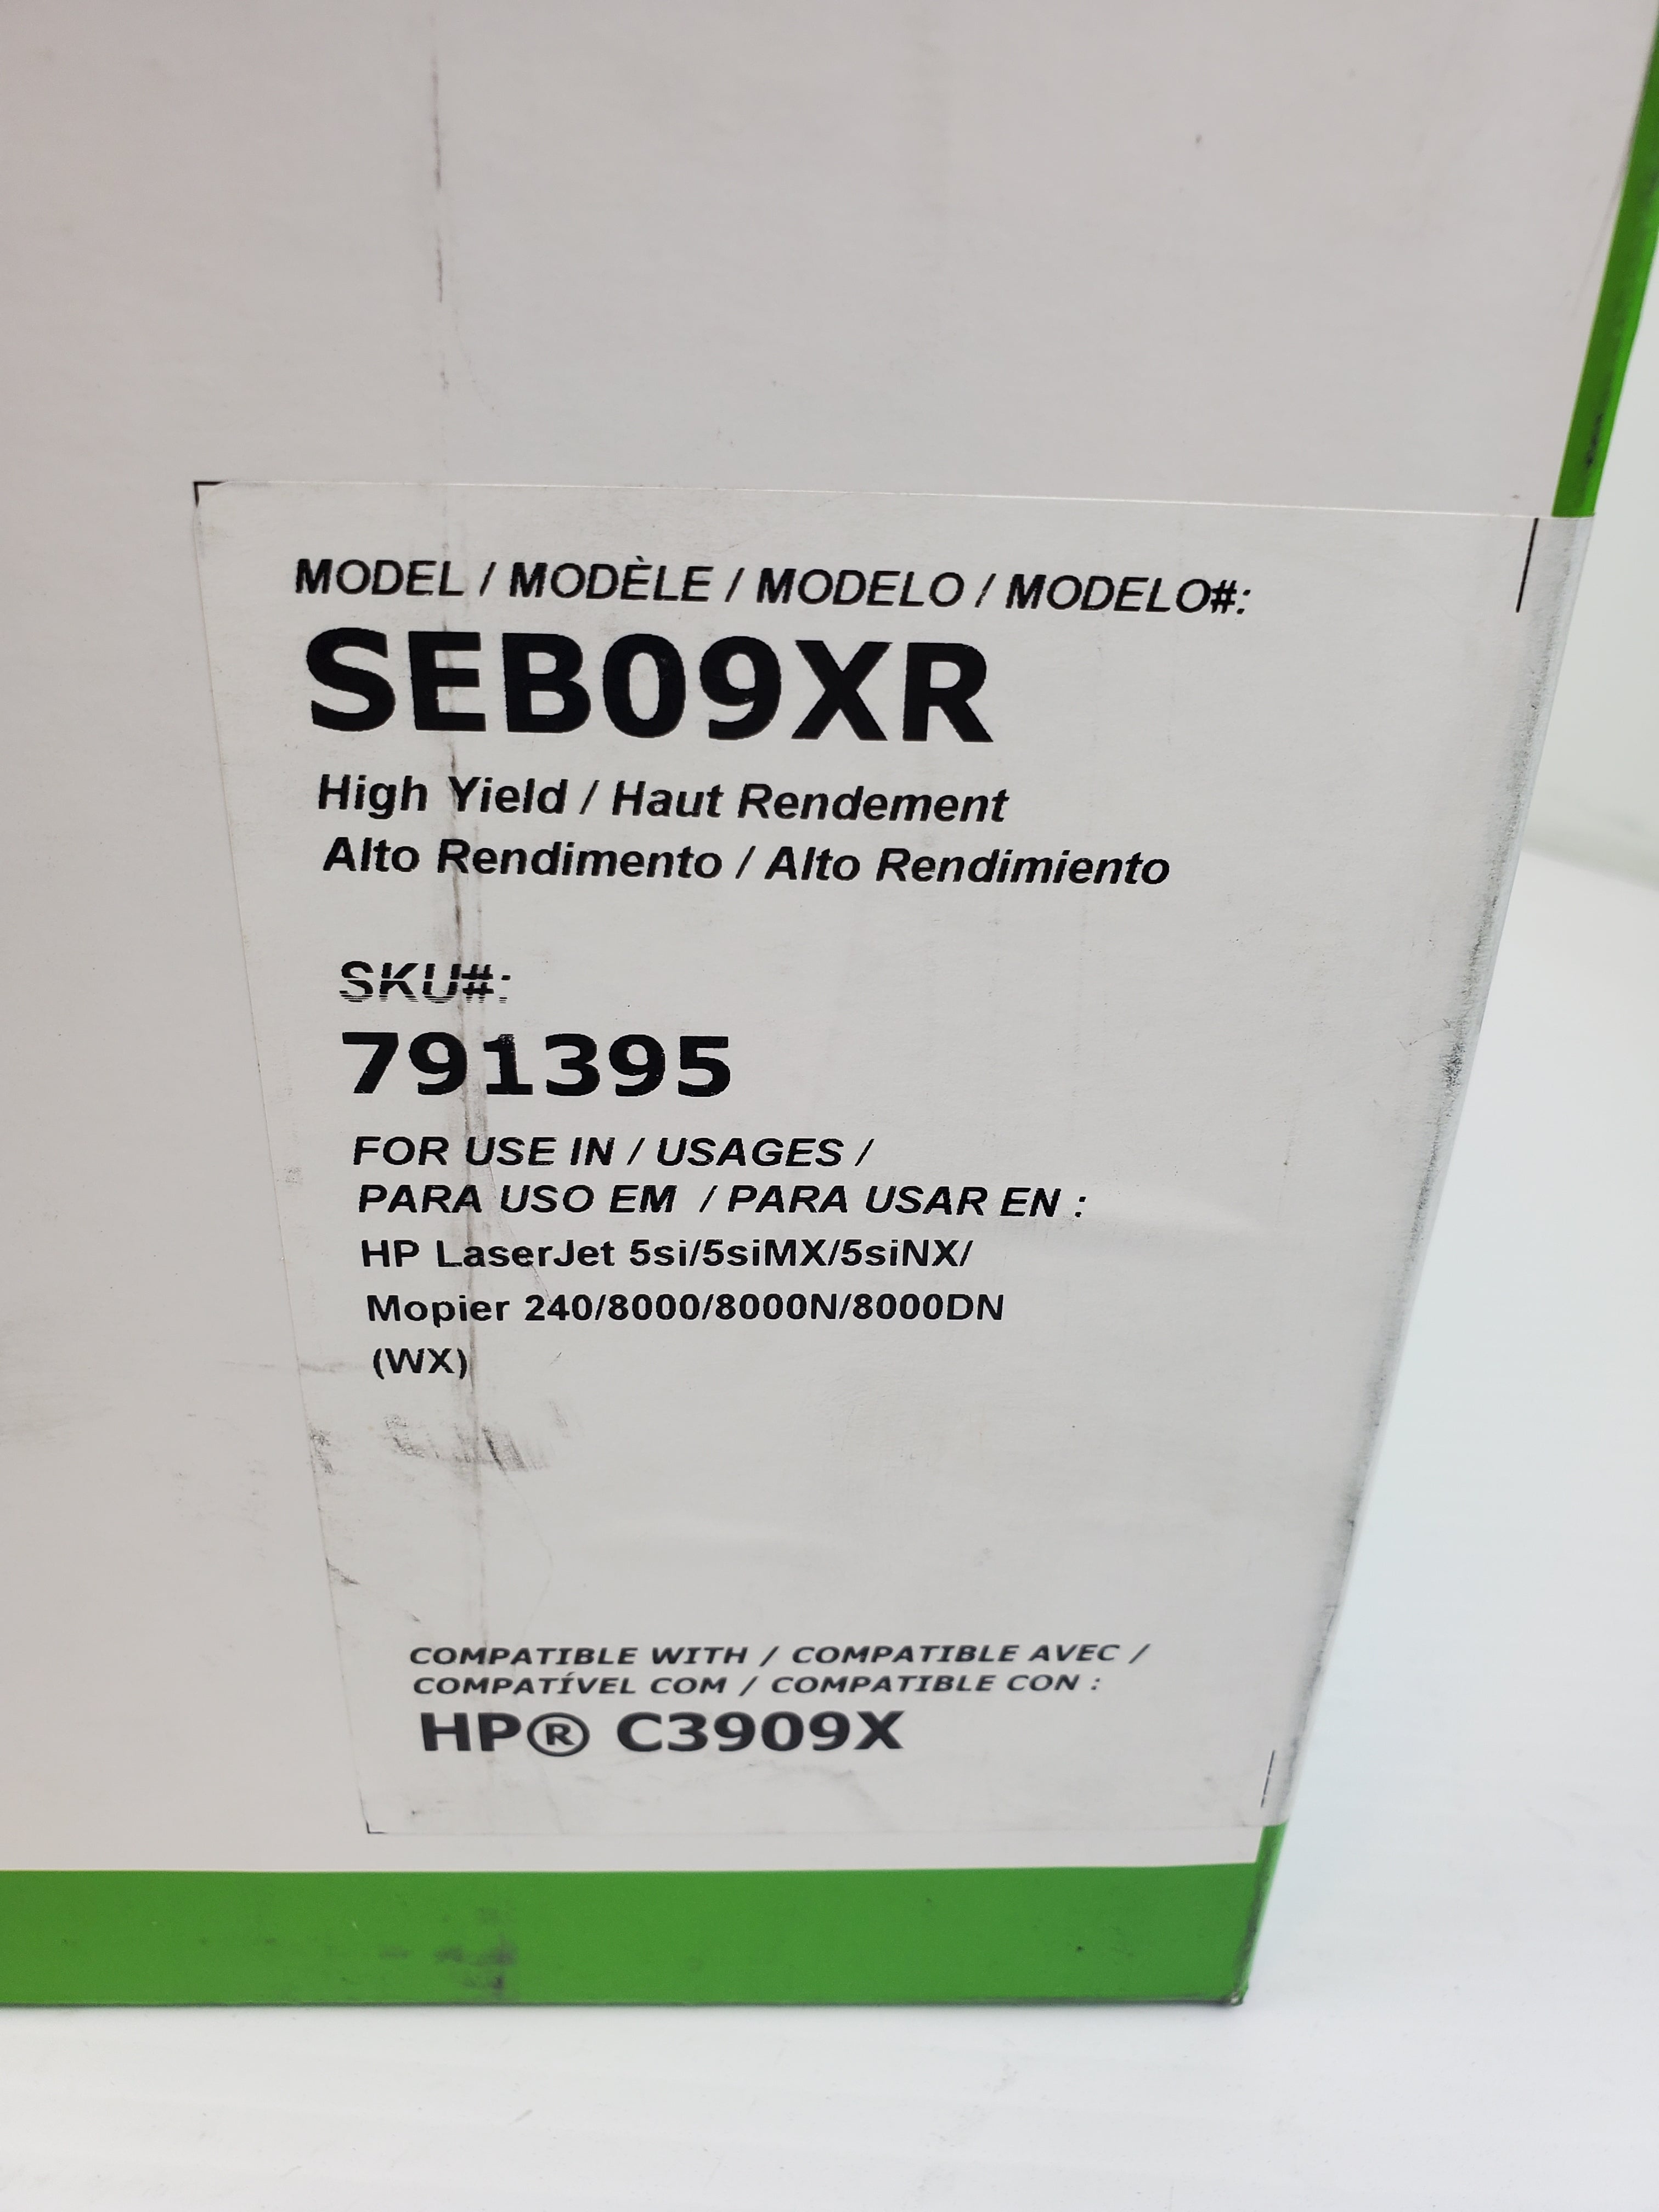 MODEL / MODÈLE / MODELO / MODELO#:
SEB09XR
High Yield / Haut Rendement
Alto Rendimento / Alto Rendimiento
SKU#:
791395
FOR USE IN / USAGES /
PARA USO EM / PARA USAR EN :
HP LaserJet 5si/5siMX/5siNX/
Mopier 240/8000/8000N/8000DN
(WX)
COMPATIBLE WITH / COMPATIBLE AVEC /
COMPATÍVEL COM / COMPATIBLE CON :
HP® C3909X